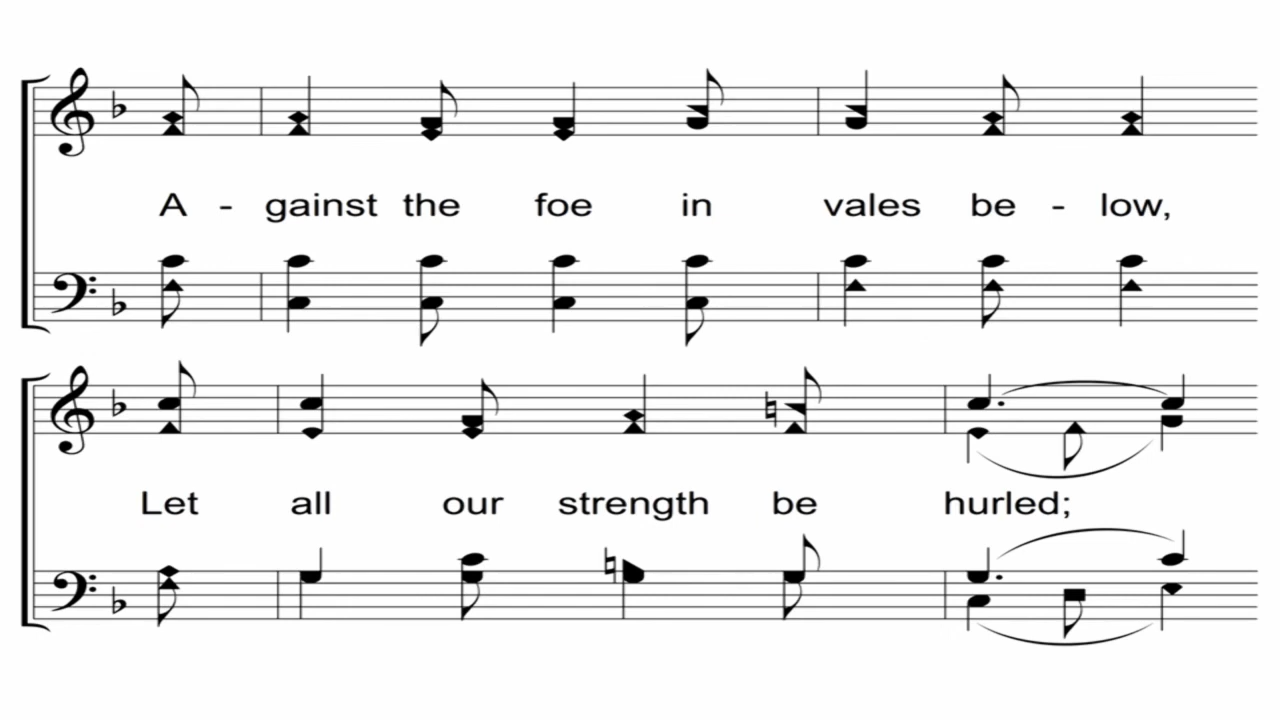 A - gainst the foe in vales be - low,
Let all our strength be hurled;